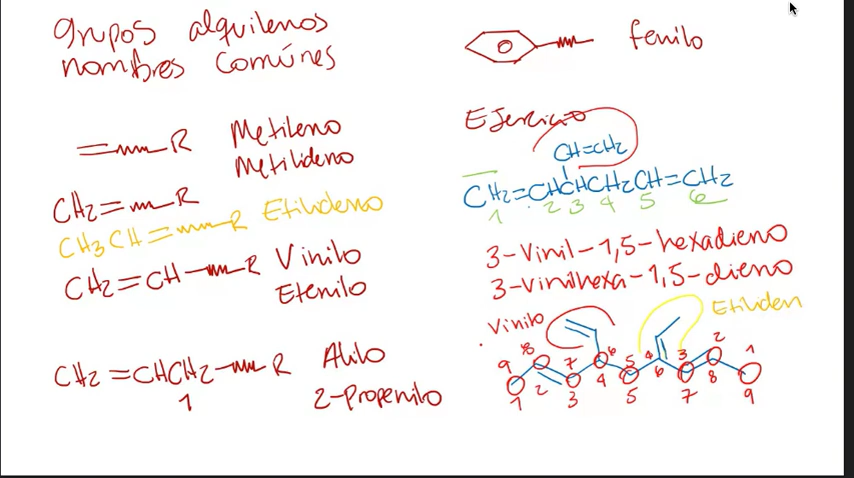 grupos alquilenos
nombres comúnes
=R Metileno
Metilideno
CH2=R
CH3CH=R Etilideno
CH2=CH-R Vinilo
Etenilo
CH2=CHCH2-R Alilo
1 2-propenilo
fenilo
Ejercicio
CH=CH2
CH2=CHCHCH2CH=CH2
1 2 3 4 5 6
3-Vinil-1,5-hexadieno
3-Vinilhexa-1,5-dieno
Vinilo Etiliden
9 8 7 6 5 4 3 2 1
1 2 3 4 5 6 7 8 9